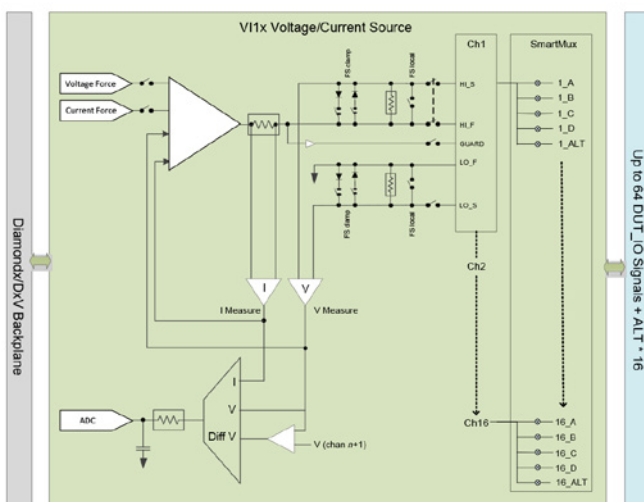 VI1x Voltage/Current Source
Diamondx/DxV Backplane
Voltage Force
Current Force
FS clamp
FS local
HI_S
HI_F
GUARD
LO_F
LO_S
FS clamp
FS local
Ch1
SmartMux
1_A
1_B
1_C
1_D
1_ALT
Ch2
I
V
I Measure
V Measure
I
V
Diff V
V (chan n+1)
ADC
Ch16
16_A
16_B
16_C
16_D
16_ALT
Up to 64 DUT_IO Signals + ALT * 16